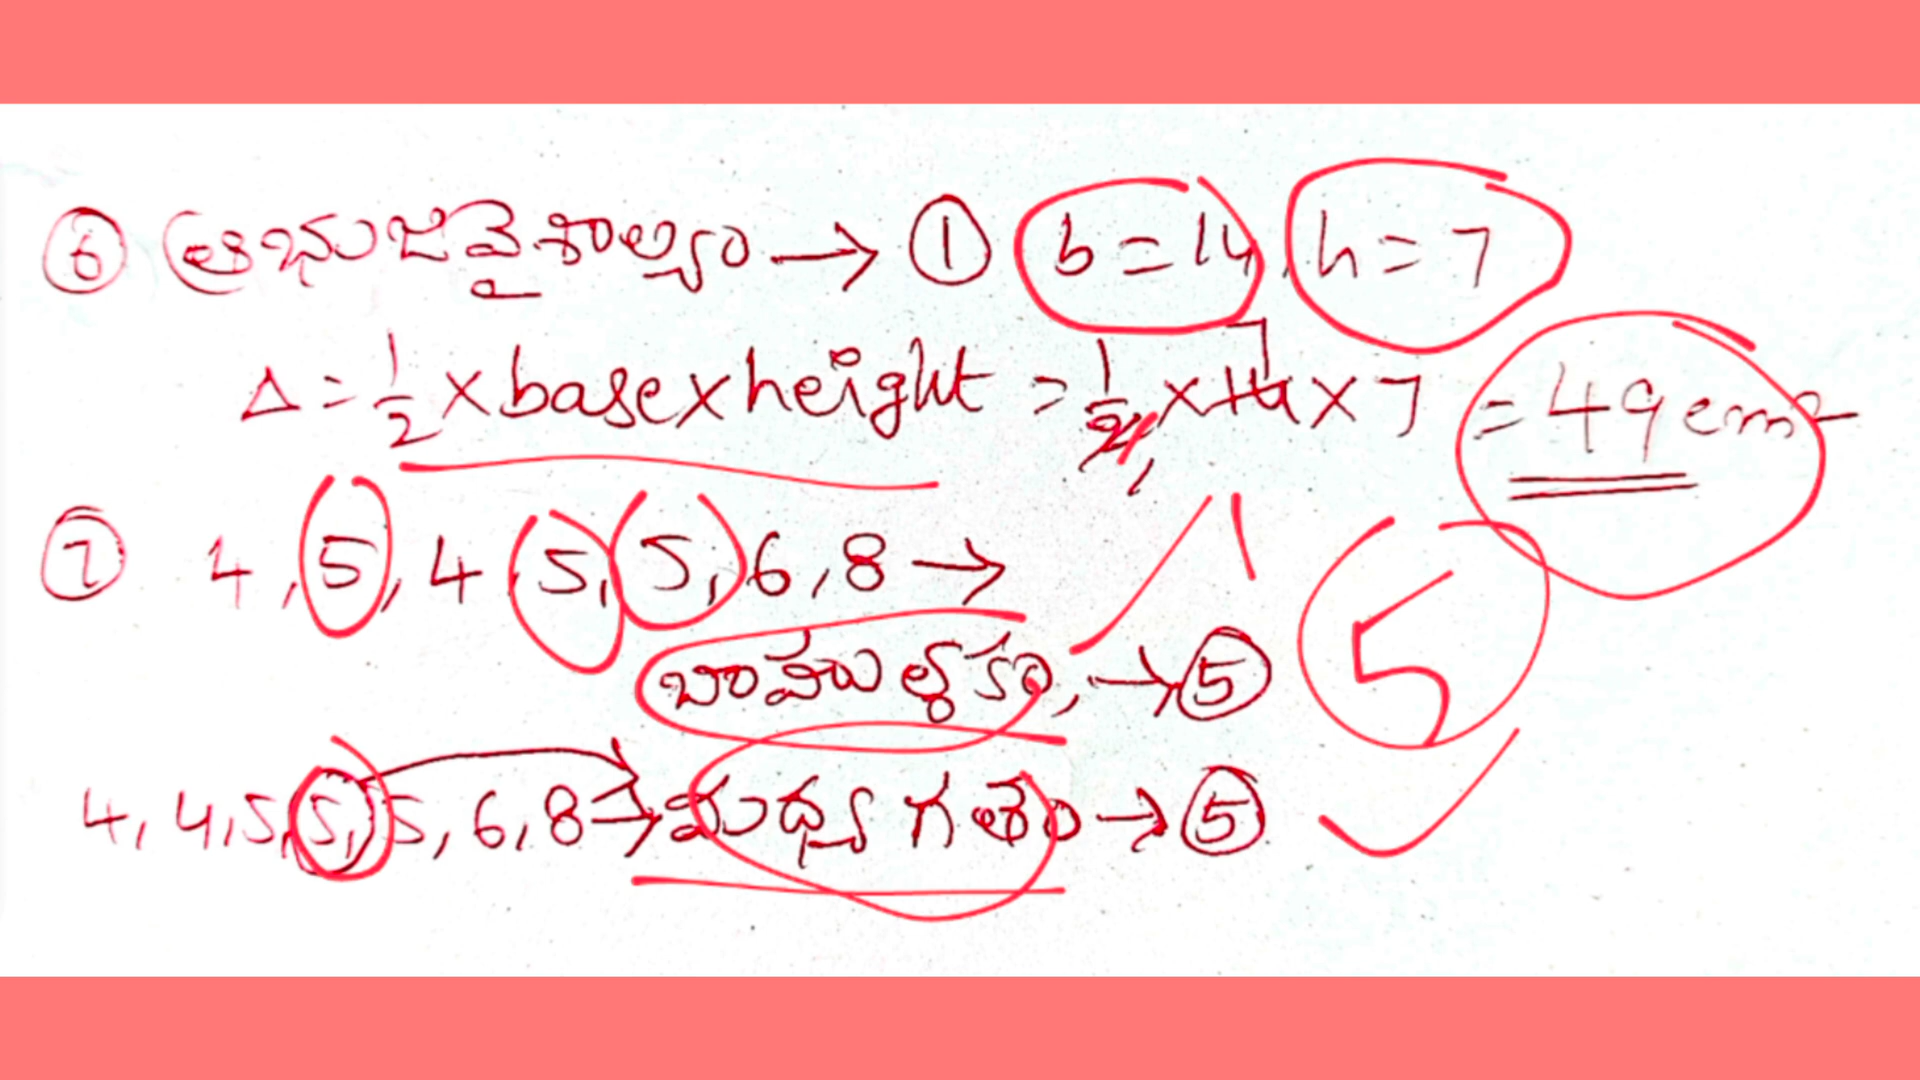 ⑥ త్రిభుజ వైశాల్యం → ① b = 14, h = 7
Δ = 1/2 × base × height = 1/2 × 14 × 7 = 49 cm²
⑦ 4, 5, 4, 5, 5, 6, 8 →
బాహుళకం, → ⑤ 5
4, 4, 5, 5, 5, 6, 8 → మధ్యగతం → ⑤